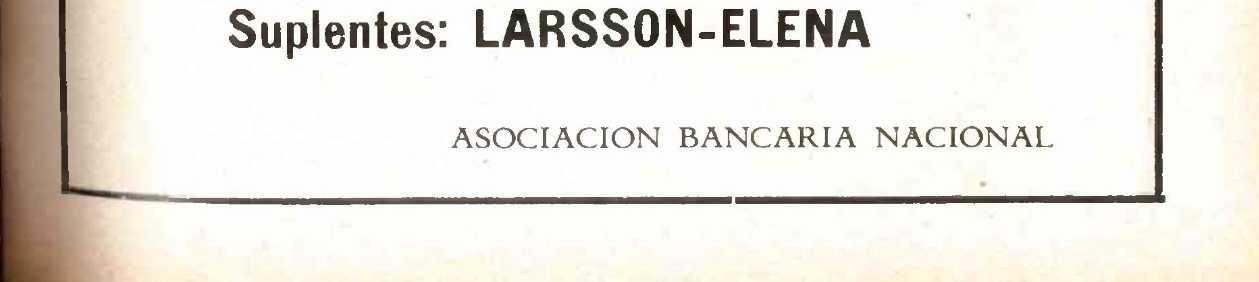 Suplentes: LARSSON-ELENA
ASOCIACION BANCARIA NACIONAL